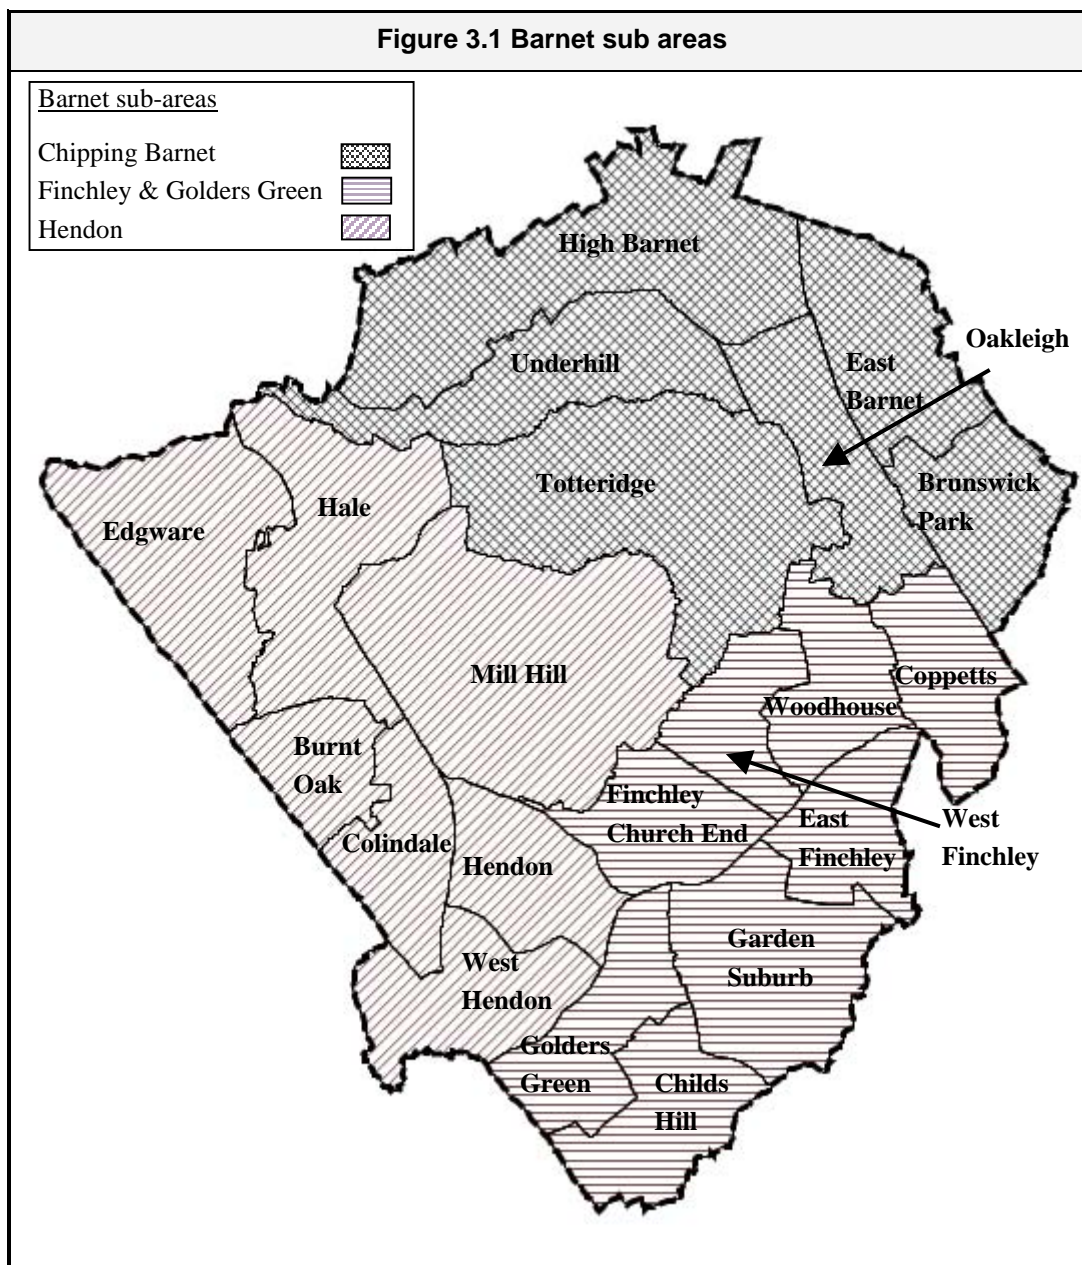 Figure 3.1 Barnet sub areas
Barnet sub-areas
Chipping Barnet
Finchley & Golders Green
Hendon
High Barnet
Oakleigh
Underhill
East
Barnet
Totteridge
Brunswick
Park
Hale
Edgware
Mill Hill
Coppetts
Woodhouse
Burnt
Oak
Finchley
Church End
East
Finchley
West
Finchley
Colindale
Hendon
Garden
Suburb
West
Hendon
Golders
Green
Childs
Hill